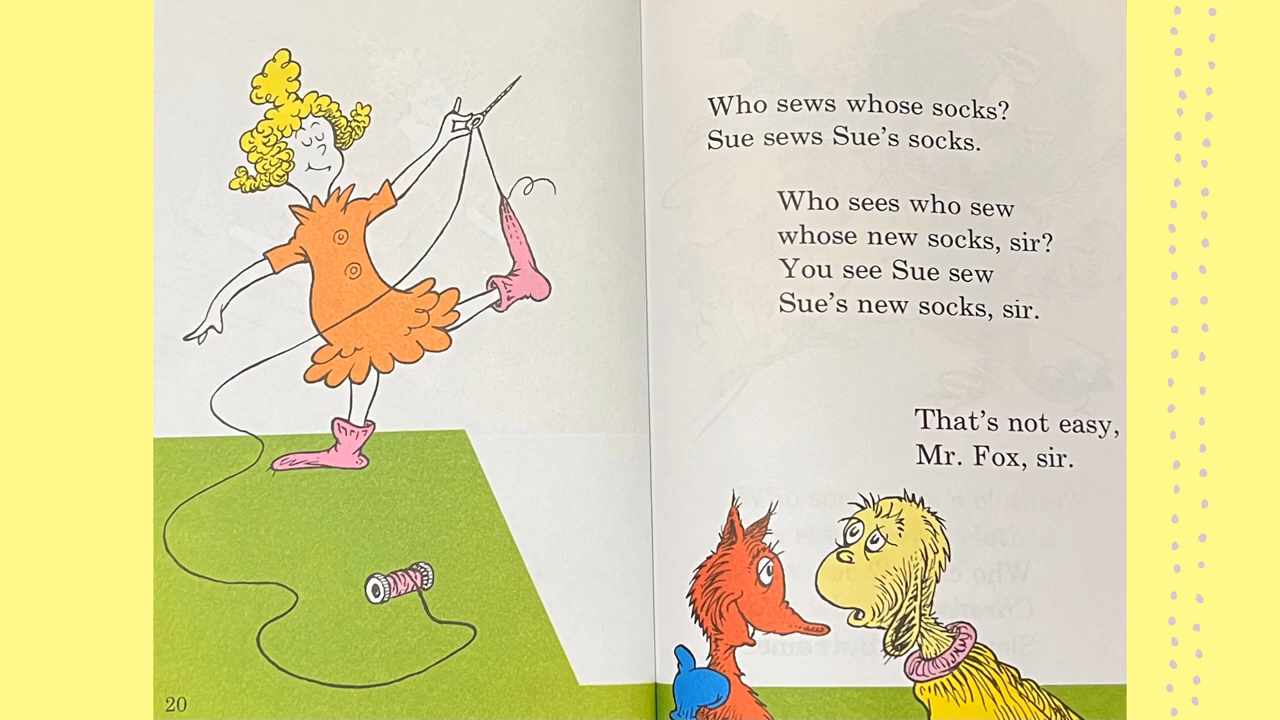 Who sews whose socks?
Sue sews Sue's socks.
Who sees who sew
whose new socks, sir?
You see Sue sew
Sue's new socks, sir.
That's not easy,
Mr. Fox, sir.
20